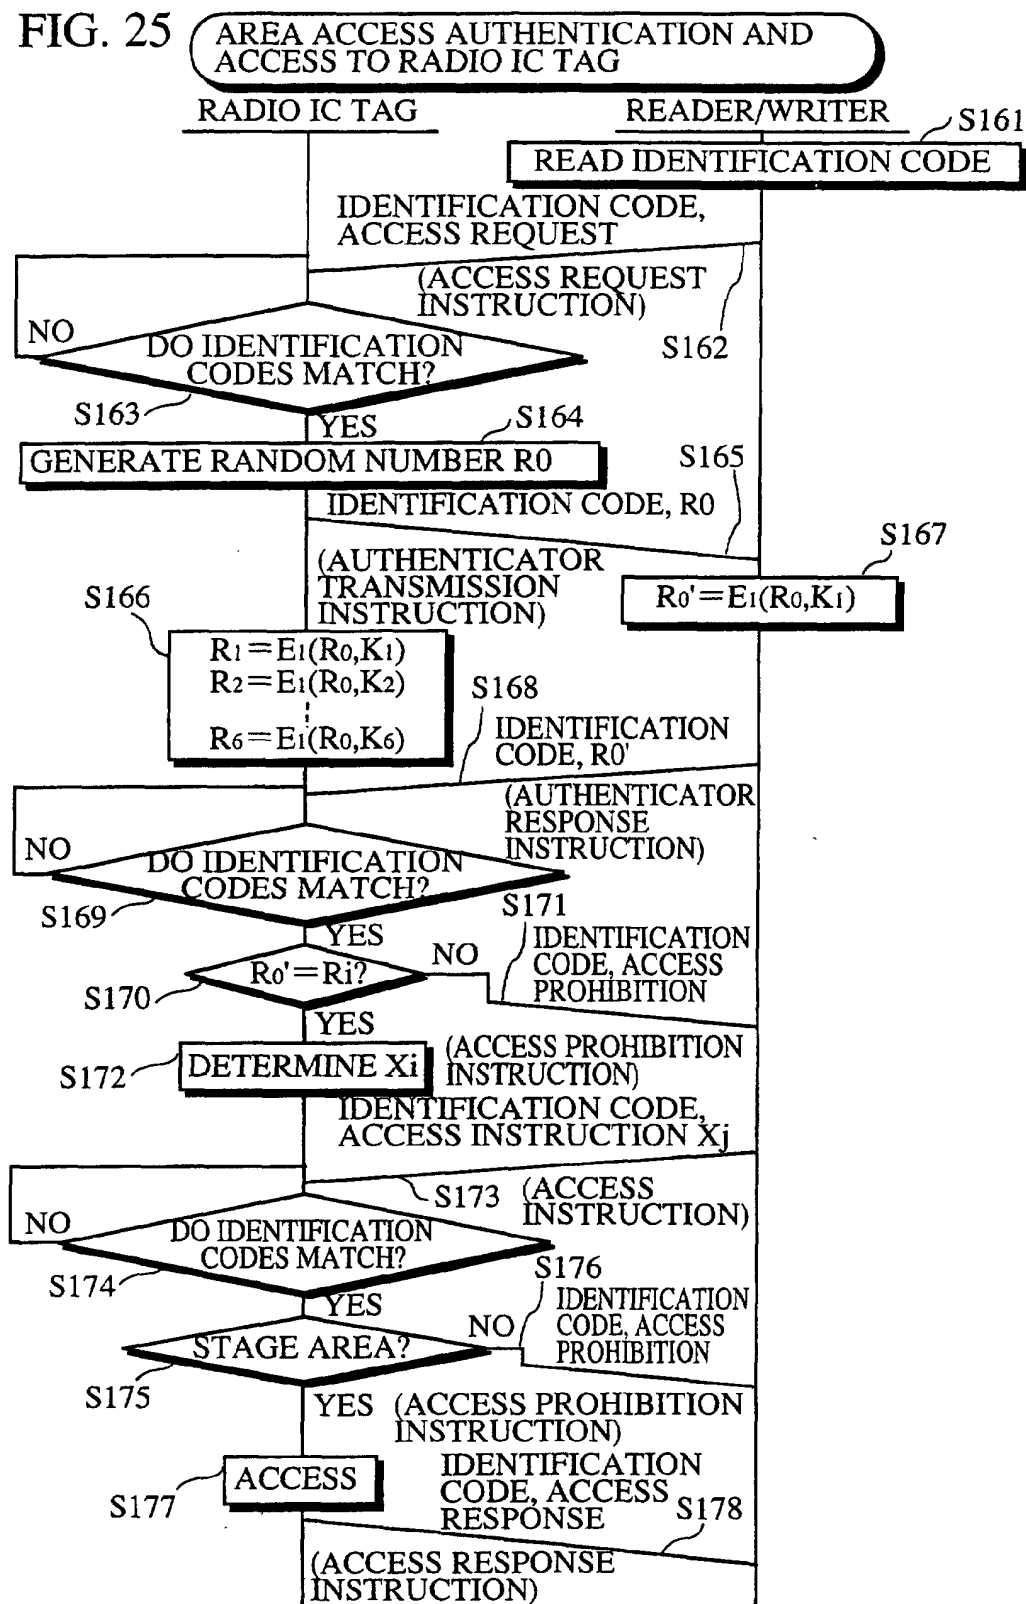 FIG. 25
AREA ACCESS AUTHENTICATION AND
ACCESS TO RADIO IC TAG
RADIO IC TAG
READER/WRITER
S161
READ IDENTIFICATION CODE
IDENTIFICATION CODE,
ACCESS REQUEST
(ACCESS REQUEST
INSTRUCTION)
S162
NO
DO IDENTIFICATION
CODES MATCH?
S163
YES
S164
GENERATE RANDOM NUMBER R0
S165
IDENTIFICATION CODE, R0
(AUTHENTICATOR
TRANSMISSION
INSTRUCTION)
S167
R0'=E1(R0,K1)
S166
R1=E1(R0,K1)
R2=E1(R0,K2)
R6=E1(R0,K6)
S168
IDENTIFICATION
CODE, R0'
(AUTHENTICATOR
RESPONSE
INSTRUCTION)
NO
DO IDENTIFICATION
CODES MATCH?
S169
YES
S171
IDENTIFICATION
CODE, ACCESS
PROHIBITION
NO
R0'=Ri?
S170
YES
S172
DETERMINE Xi
(ACCESS PROHIBITION
INSTRUCTION)
IDENTIFICATION CODE,
ACCESS INSTRUCTION Xj
S173
(ACCESS
INSTRUCTION)
NO
DO IDENTIFICATION
CODES MATCH?
S174
YES
S176
IDENTIFICATION
CODE, ACCESS
PROHIBITION
NO
STAGE AREA?
S175
YES
(ACCESS PROHIBITION
INSTRUCTION)
ACCESS
S177
IDENTIFICATION
CODE, ACCESS
RESPONSE
S178
(ACCESS RESPONSE
INSTRUCTION)